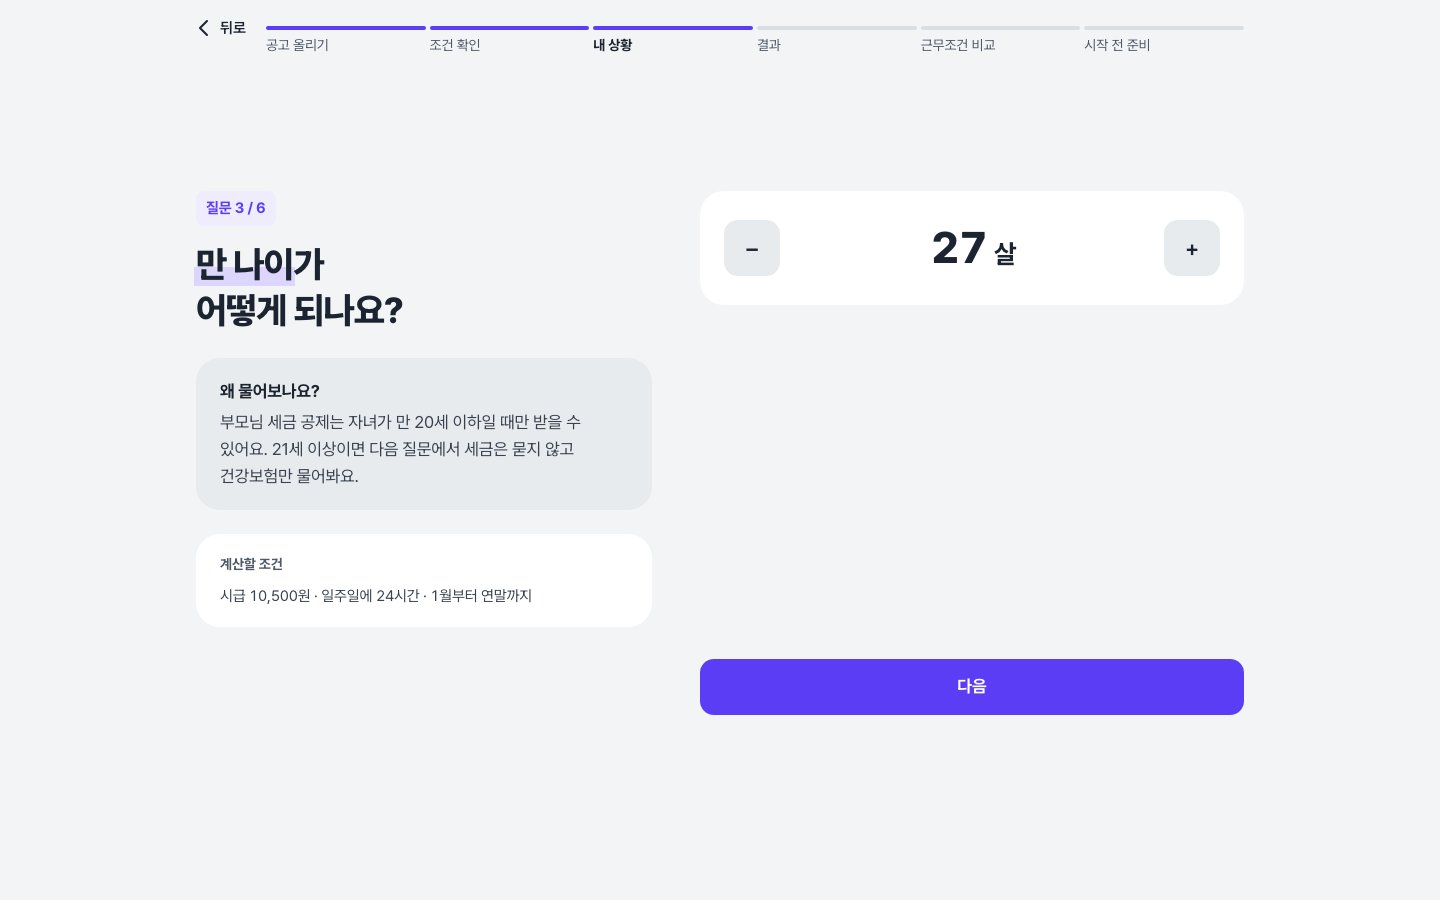 뒤로
공고 올리기
조건 확인
내 상황
결과
근무조건 비교
시작 전 준비
질문 3 / 6
만 나이가
어떻게 되나요?
왜 물어보나요?
부모님 세금 공제는 자녀가 만 20세 이하일 때만 받을 수
있어요. 21세 이상이면 다음 질문에서 세금은 묻지 않고
건강보험만 물어봐요.
계산할 조건
시급 10,500원 · 일주일에 24시간 · 1월부터 연말까지
− 27 살 +
다음